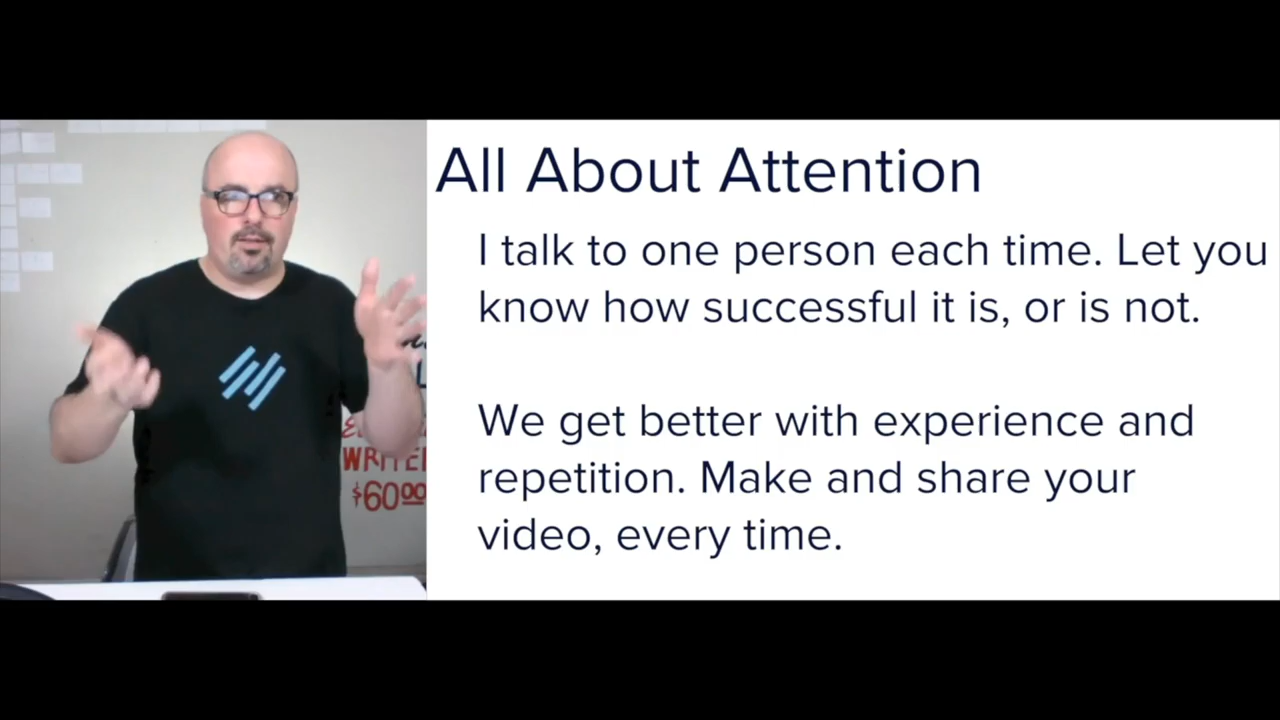 All About Attention
I talk to one person each time. Let you
know how successful it is, or is not.
We get better with experience and
repetition. Make and share your
video, every time.
$60.00